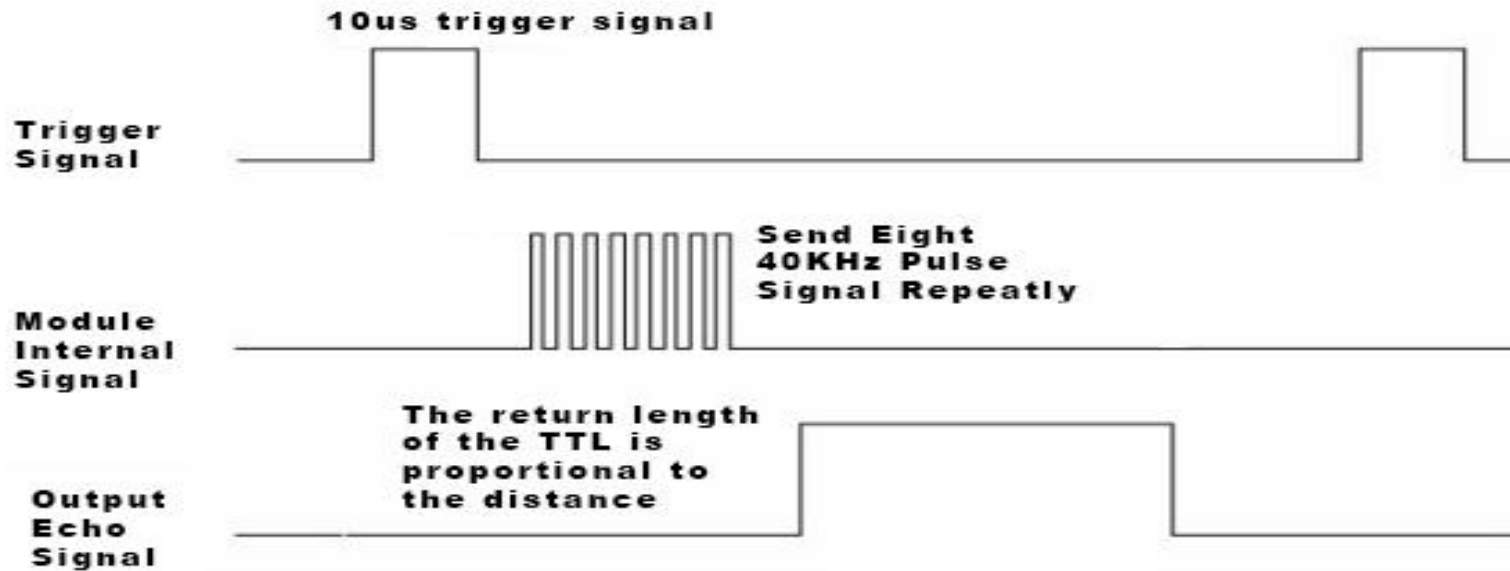 10us trigger signal
Trigger
Signal
Send Eight
40KHz Pulse
Signal Repeatly
Module
Internal
Signal
The return length
of the TTL is
proportional to
the distance
Output
Echo
Signal